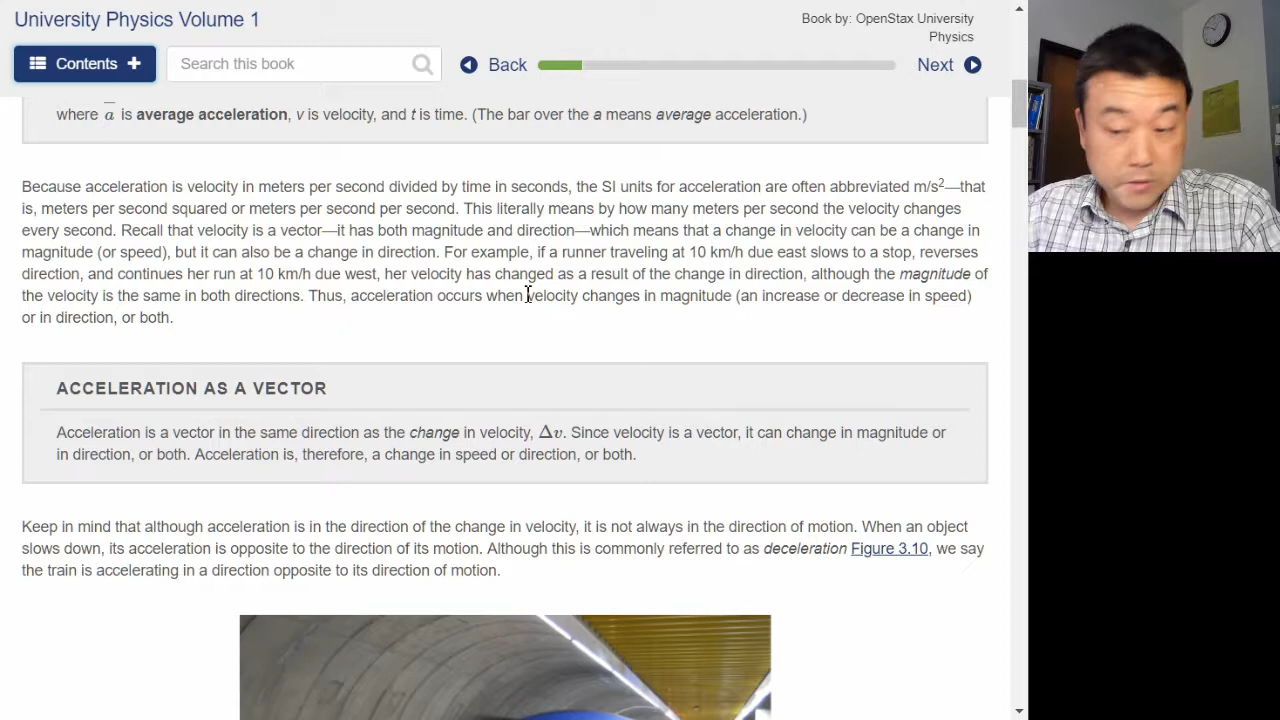 University Physics Volume 1
Book by: OpenStax University
Physics
Contents
Search this book
Back
Next
where a̅ is average acceleration, v is velocity, and t is time. (The bar over the a means average acceleration.)
Because acceleration is velocity in meters per second divided by time in seconds, the SI units for acceleration are often abbreviated m/s²—that
is, meters per second squared or meters per second per second. This literally means by how many meters per second the velocity changes
every second. Recall that velocity is a vector—it has both magnitude and direction—which means that a change in velocity can be a change in
magnitude (or speed), but it can also be a change in direction. For example, if a runner traveling at 10 km/h due east slows to a stop, reverses
direction, and continues her run at 10 km/h due west, her velocity has changed as a result of the change in direction, although the magnitude of
the velocity is the same in both directions. Thus, acceleration occurs when velocity changes in magnitude (an increase or decrease in speed)
or in direction, or both.
ACCELERATION AS A VECTOR
Acceleration is a vector in the same direction as the change in velocity, Δv. Since velocity is a vector, it can change in magnitude or
in direction, or both. Acceleration is, therefore, a change in speed or direction, or both.
Keep in mind that although acceleration is in the direction of the change in velocity, it is not always in the direction of motion. When an object
slows down, its acceleration is opposite to the direction of its motion. Although this is commonly referred to as deceleration Figure 3.10, we say
the train is accelerating in a direction opposite to its direction of motion.